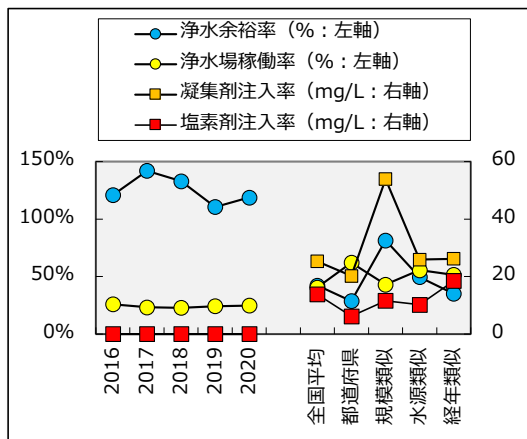 浄水余裕率（%：左軸）
浄水場稼働率（%：左軸）
凝集剤注入率（mg/L：右軸）
塩素剤注入率（mg/L：右軸）
150%
100%
50%
0%
60
40
20
0
2016
2017
2018
2019
2020
全国平均
都道府県
規模類似
水源類似
経年類似